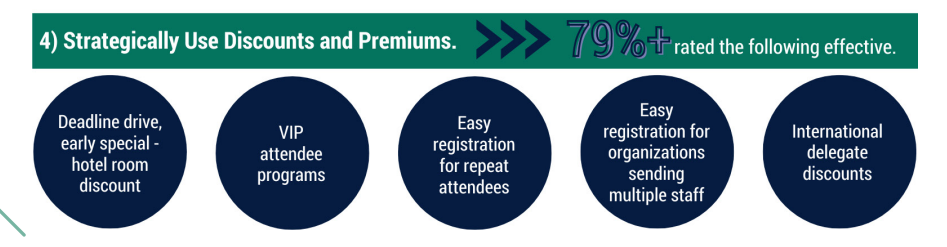 4) Strategically Use Discounts and Premiums. >>> 79%+ rated the following effective.
Deadline drive,
early special -
hotel room
discount
VIP
attendee
programs
Easy
registration
for repeat
attendees
Easy
registration for
organizations
sending
multiple staff
International
delegate
discounts